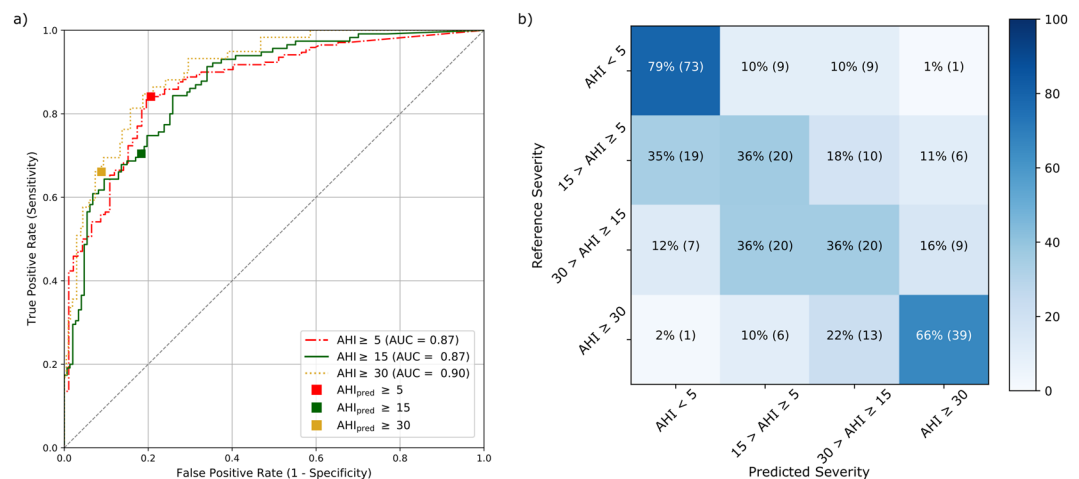 a)
True Positive Rate (Sensitivity)
1.0
0.8
0.6
0.4
0.2
0.0
0.0 0.2 0.4 0.6 0.8 1.0
False Positive Rate (1 - Specificity)
AHI ≥ 5 (AUC = 0.87)
AHI ≥ 15 (AUC = 0.87)
AHI ≥ 30 (AUC = 0.90)
AHIpred ≥ 5
AHIpred ≥ 15
AHIpred ≥ 30
b)
Reference Severity
AHI < 5
79% (73) 10% (9) 10% (9) 1% (1)
15 > AHI ≥ 5
35% (19) 36% (20) 18% (10) 11% (6)
30 > AHI ≥ 15
12% (7) 36% (20) 36% (20) 16% (9)
AHI ≥ 30
2% (1) 10% (6) 22% (13) 66% (39)
AHI < 5 15 > AHI ≥ 5 30 > AHI ≥ 15 AHI ≥ 30
Predicted Severity
100
80
60
40
20
0